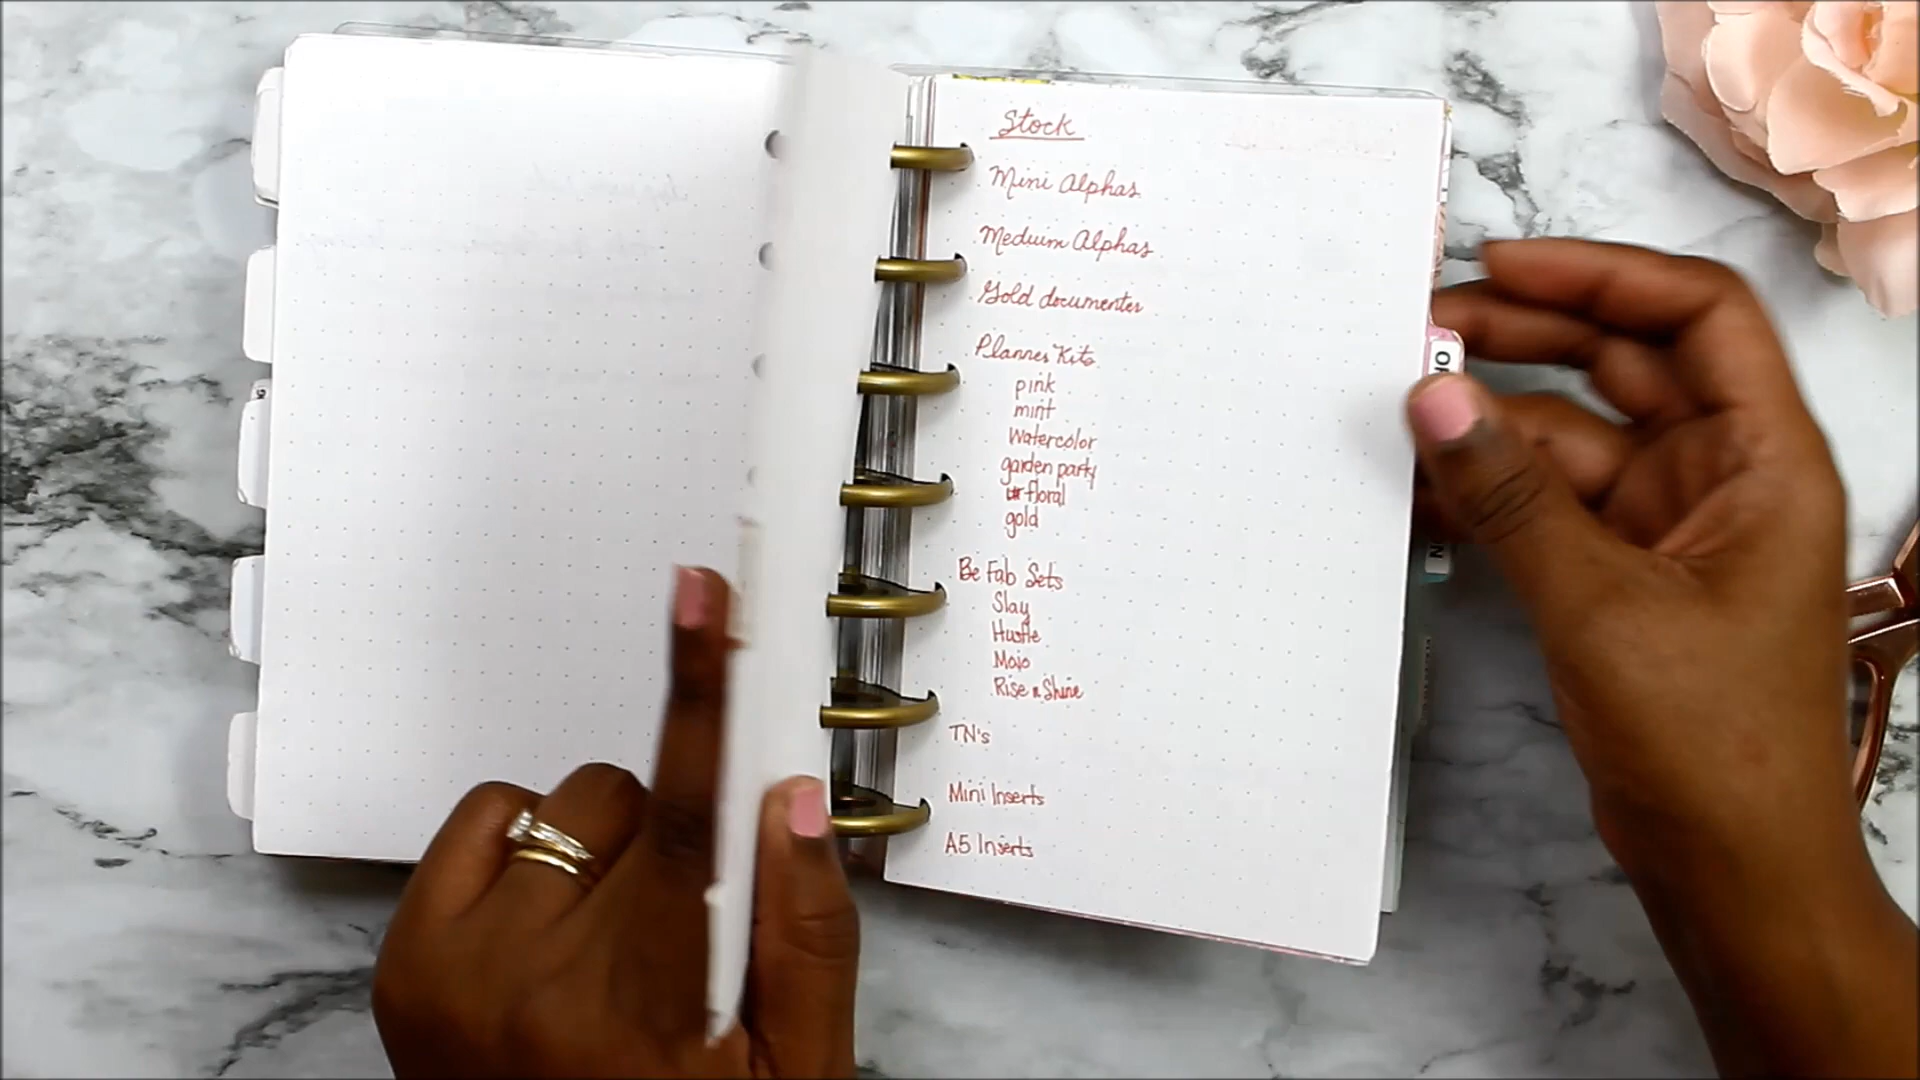 Stock
Mini Alphas
Medium Alphas
Gold documenter
Planner Kits
pink
mint
watercolor
garden party
floral
gold
Be Fab Sets
Slay
Hustle
Mojo
Rise n Shine
TN's
Mini Inserts
A5 Inserts